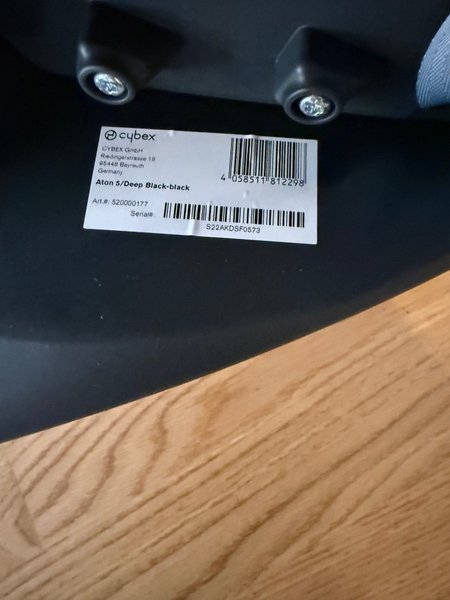 cybex
CYBEX GmbH
Riedingerstrasse 18
95448 Bayreuth
Germany
4 058511 812298
Aton 5/Deep Black-black
Art.#: 520000177
Serial#:
S22AKDSF0573